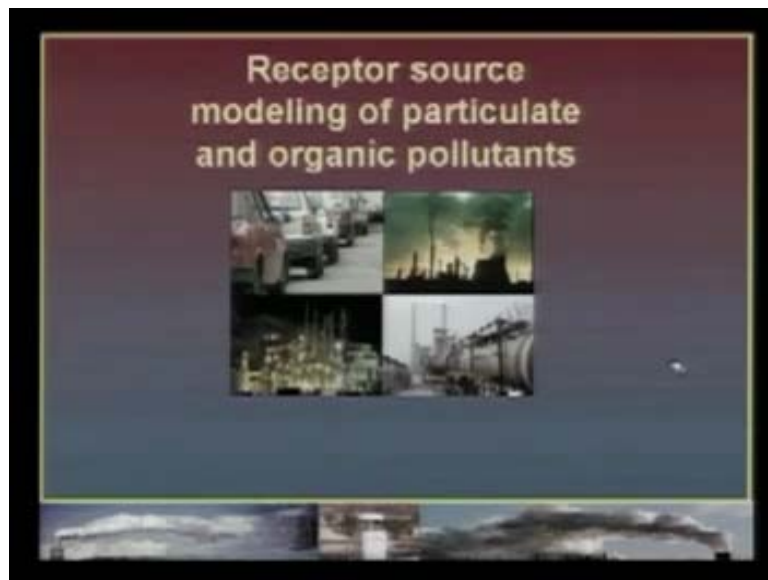 Receptor source
modeling of particulate
and organic pollutants